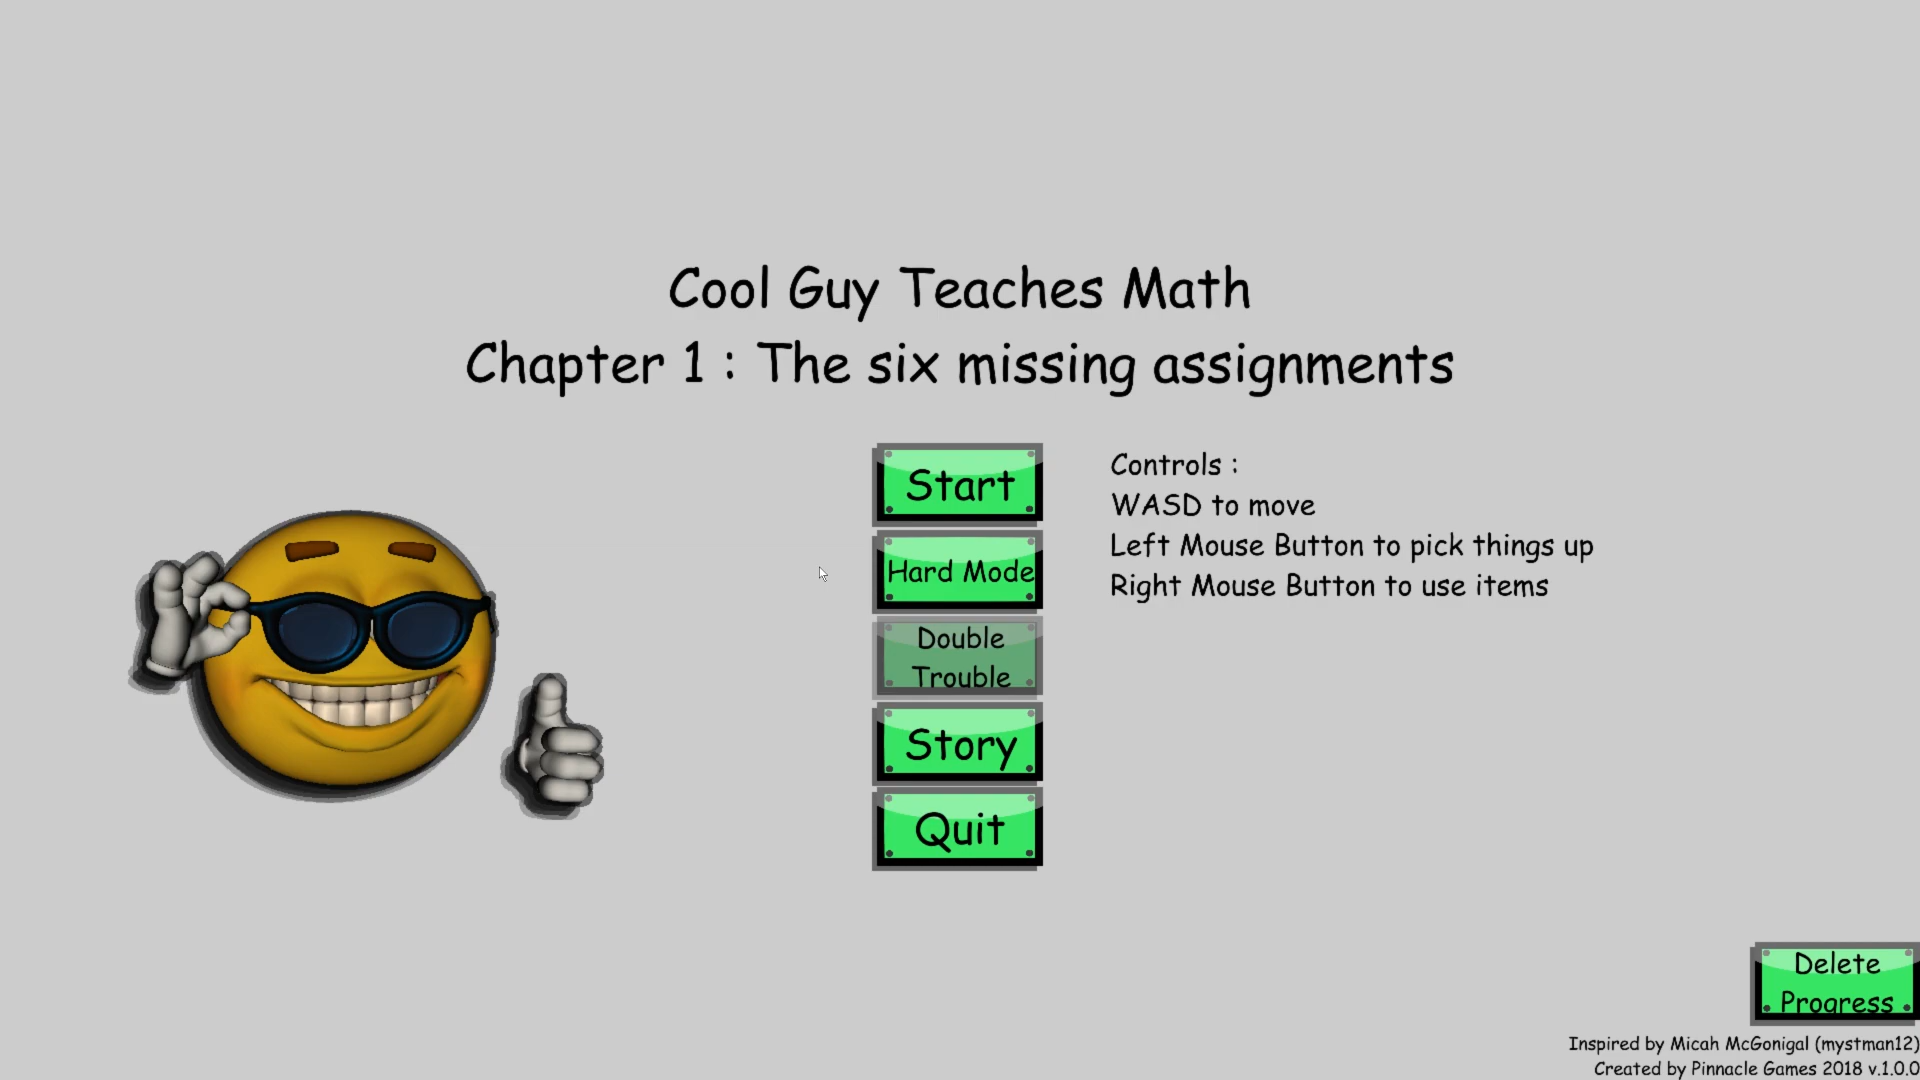 Cool Guy Teaches Math
Chapter 1 : The six missing assignments
Start
Hard Mode
Double
Trouble
Story
Quit
Controls :
WASD to move
Left Mouse Button to pick things up
Right Mouse Button to use items
Delete
Progress
Inspired by Micah McGonigal (mystman12)
Created by Pinnacle Games 2018 v.1.0.0